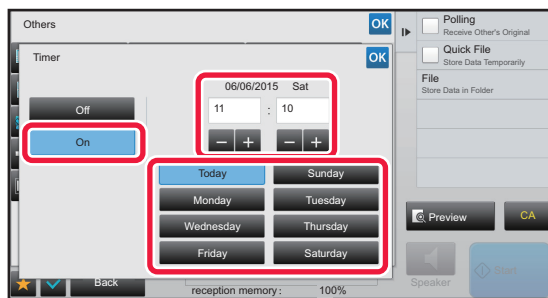 Others
OK
Timer
OK
06/06/2015 Sat
11 : 10
− + − +
Off
On
Today
Sunday
Monday
Tuesday
Wednesday
Thursday
Friday
Saturday
Back
reception memory: 100%
Polling
Receive Other's Original
Quick File
Store Data Temporarily
File
Store Data in Folder
Preview
CA
Speaker
Start